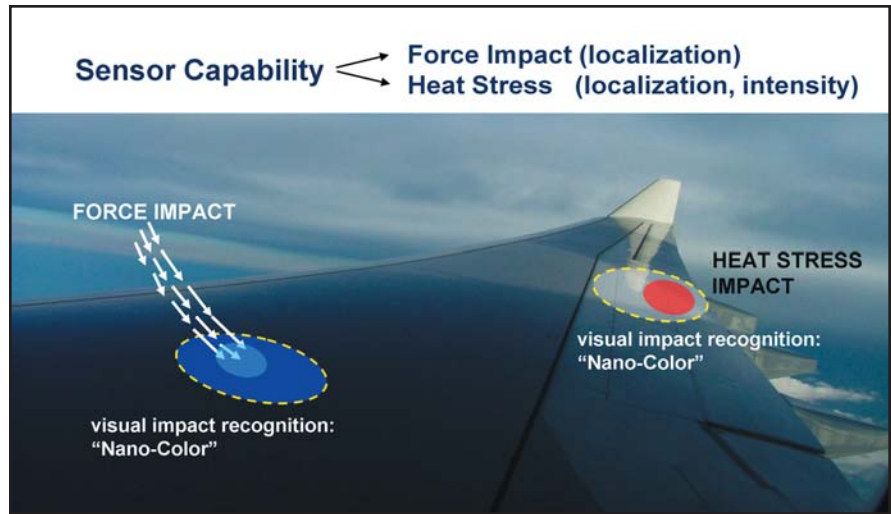 Sensor Capability
Force Impact (localization)
Heat Stress (localization, intensity)
FORCE IMPACT
HEAT STRESS
IMPACT
visual impact recognition:
“Nano-Color”
visual impact recognition:
“Nano-Color”